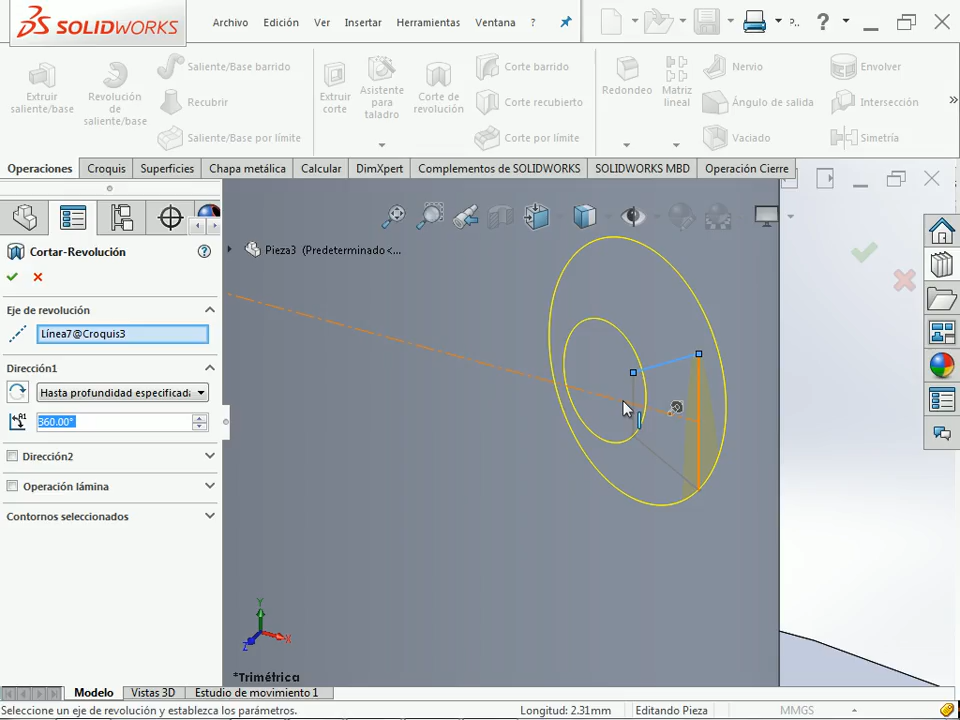 SOLIDWORKS
Archivo Edición Ver Insertar Herramientas Ventana ? P.. ?
Extruir saliente/base
Revolución de saliente/base
Saliente/Base barrido
Recubrir
Saliente/Base por límite
Extruir corte
Asistente para taladro
Corte de revolución
Corte barrido
Corte recubierto
Corte por límite
Redondeo
Matriz lineal
Nervio
Ángulo de salida
Vaciado
Envolver
Intersección
Simetría
Operaciones Croquis Superficies Chapa metálica Calcular DimXpert Complementos de SOLIDWORKS SOLIDWORKS MBD Operación Cierre
Cortar-Revolución
Pieza3 (Predeterminado<...
Eje de revolución
Línea7@Croquis3
Dirección1
Hasta profundidad especificada
A1
360.00°
Dirección2
Operación lámina
Contornos seleccionados
Y
X
Z
*Trimétrica
Modelo Vistas 3D Estudio de movimiento 1
Seleccione un eje de revolución y establezca los parámetros. Longitud: 2.31mm Editando Pieza MMGS